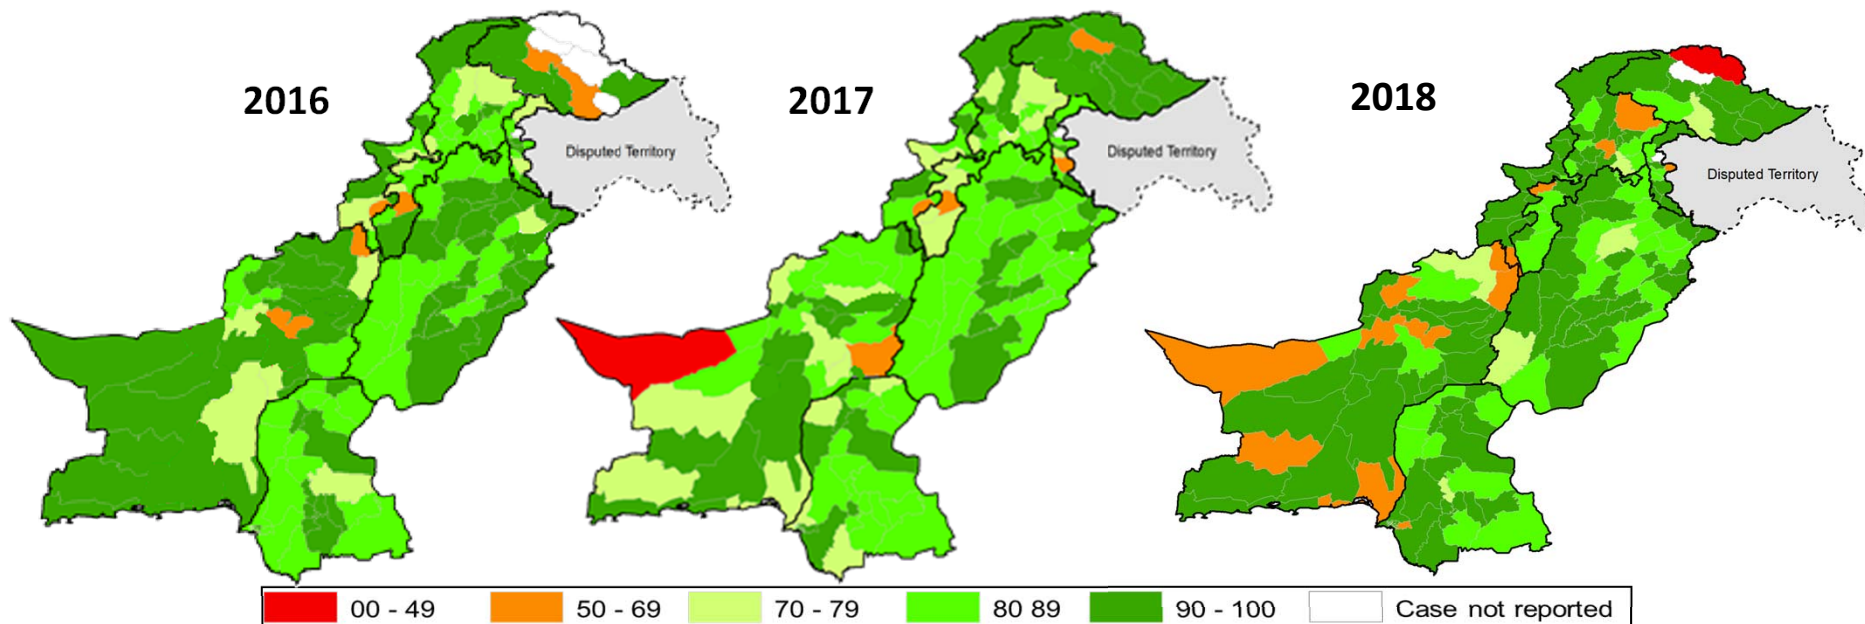 2016
2017
2018
Disputed Territory
Disputed Territory
Disputed Territory
00 - 49
50 - 69
70 - 79
80 89
90 - 100
Case not reported